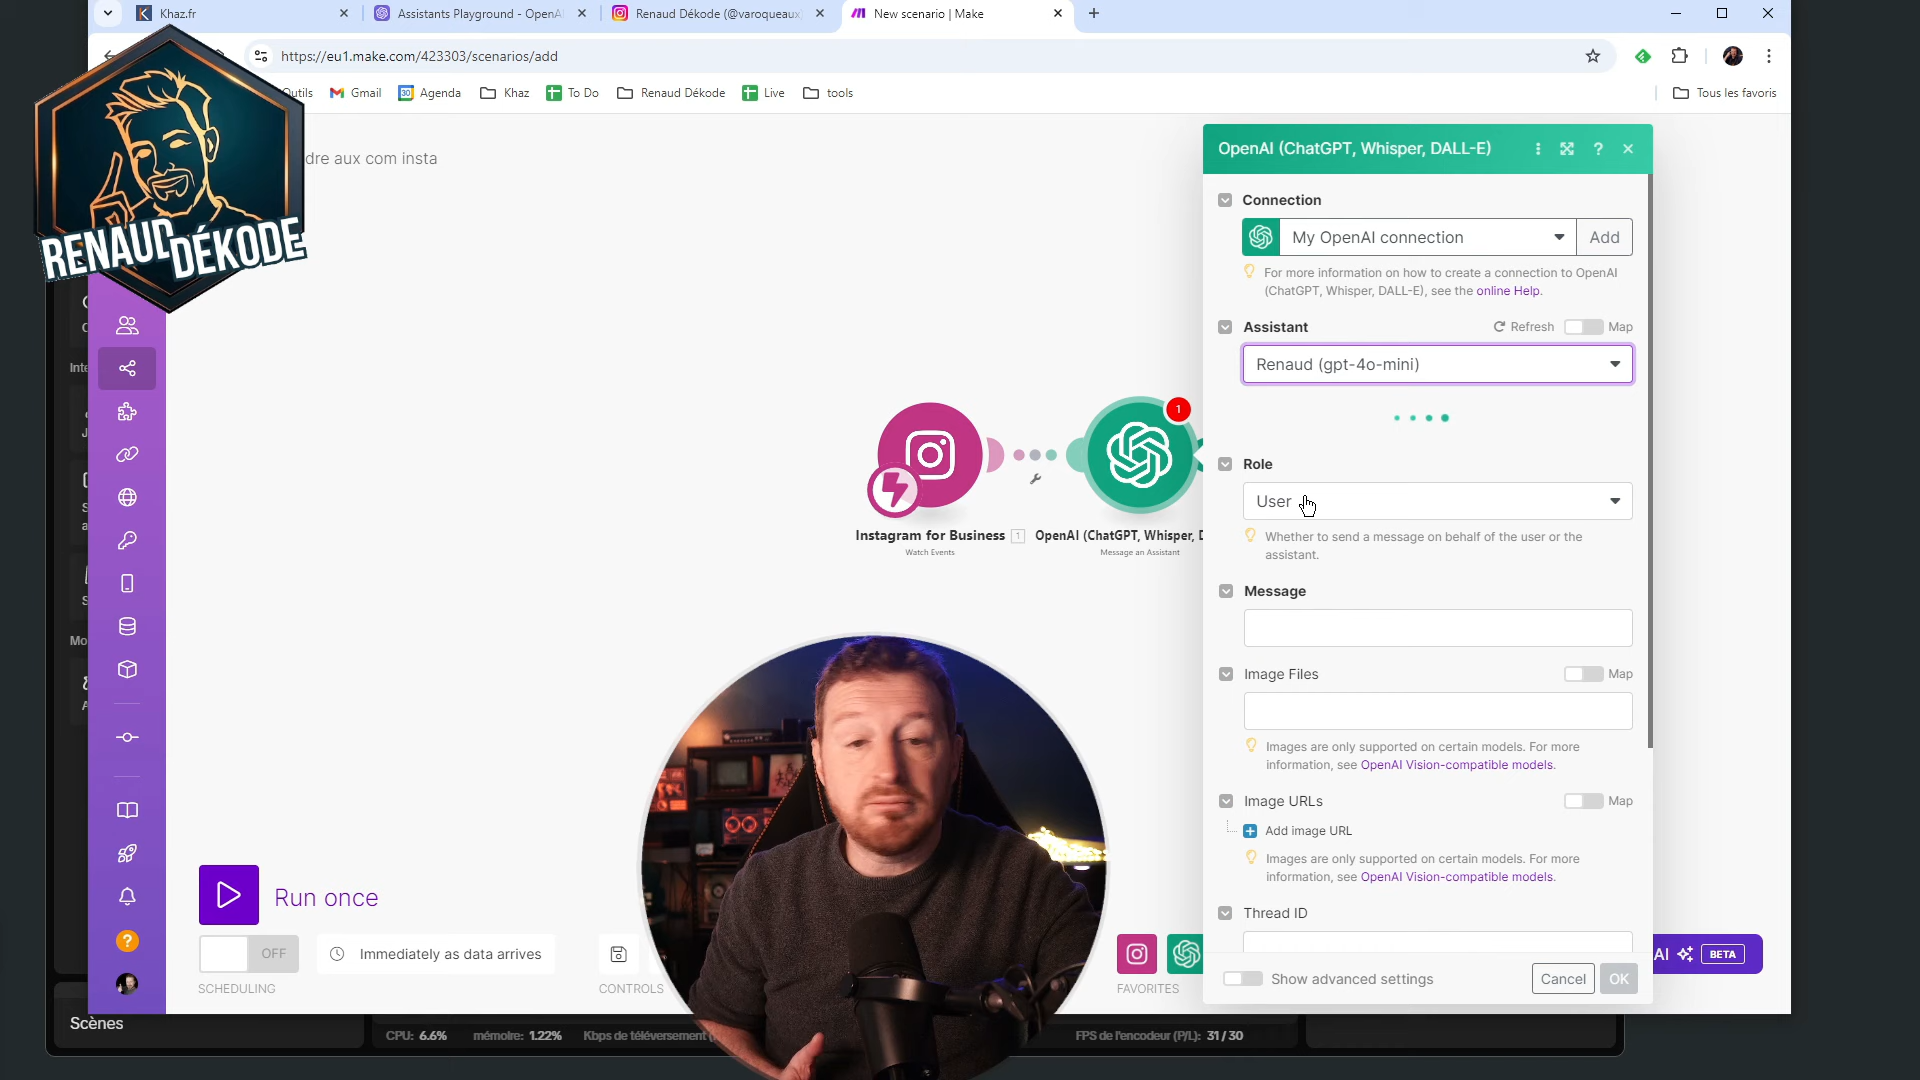 Khaz.fr
Assistants Playground - OpenA
Renaud Dékode (@varoqueaux
New scenario | Make
https://eu1.make.com/423303/scenarios/add
Outils
Gmail
30
Agenda
Khaz
To Do
Renaud Dékode
Live
tools
Tous les favoris
RENAUD DÉKODE
dre aux com insta
OpenAI (ChatGPT, Whisper, DALL-E)
?
Connection
My OpenAI connection
Add
For more information on how to create a connection to OpenAI
(ChatGPT, Whisper, DALL-E), see the online Help.
Assistant
Refresh
Map
Renaud (gpt-4o-mini)
Role
User
Whether to send a message on behalf of the user or the
assistant.
Message
Image Files
Map
Images are only supported on certain models. For more
information, see OpenAI Vision-compatible models.
Image URLs
Map
Add image URL
Images are only supported on certain models. For more
information, see OpenAI Vision-compatible models.
Thread ID
Show advanced settings
Cancel
OK
1
Instagram for Business
1
Watch Events
OpenAI (ChatGPT, Whisper, D
Message an Assistant
Inte
Mo
Run once
OFF
Immediately as data arrives
SCHEDULING
CONTROLS
FAVORITES
AI
BETA
?
Scènes
CPU: 6.6%
mémoire: 1.22%
Kbps de téléversement
FPS de l'encodeur (P/L): 31 / 30